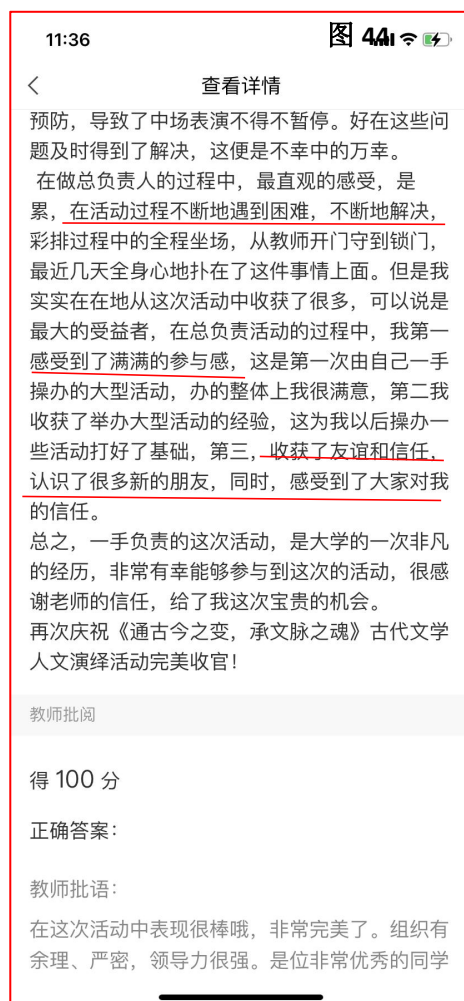 11:36
图 44
查看详情
预防，导致了中场表演不得不暂停。好在这些问
题及时得到了解决，这便是不幸中的万幸。
在做总负责人的过程中，最直观的感受，是
累，在活动过程不断地遇到困难，不断地解决，
彩排过程中的全程坐场，从教师开门守到锁门，
最近几天全身心地扑在了这件事情上面。但是我
实实在在地从这次活动中收获了很多，可以说是
最大的受益者，在总负责活动的过程中，我第一
感受到了满满的参与感，这是第一次由自己一手
操办的大型活动，办的整体上我很满意，第二我
收获了举办大型活动的经验，这为我以后操办一
些活动打好了基础，第三，收获了友谊和信任，
认识了很多新的朋友，同时，感受到了大家对我
的信任。
总之，一手负责的这次活动，是大学的一次非凡
的经历，非常有幸能够参与到这次的活动，很感
谢老师的信任，给了我这次宝贵的机会。
再次庆祝《通古今之变，承文脉之魂》古代文学
人文演绎活动完美收官！
教师批阅
得 100 分
正确答案：
教师批语：
在这次活动中表现很棒哦，非常完美了。组织有
余理、严密，领导力很强。是位非常优秀的同学